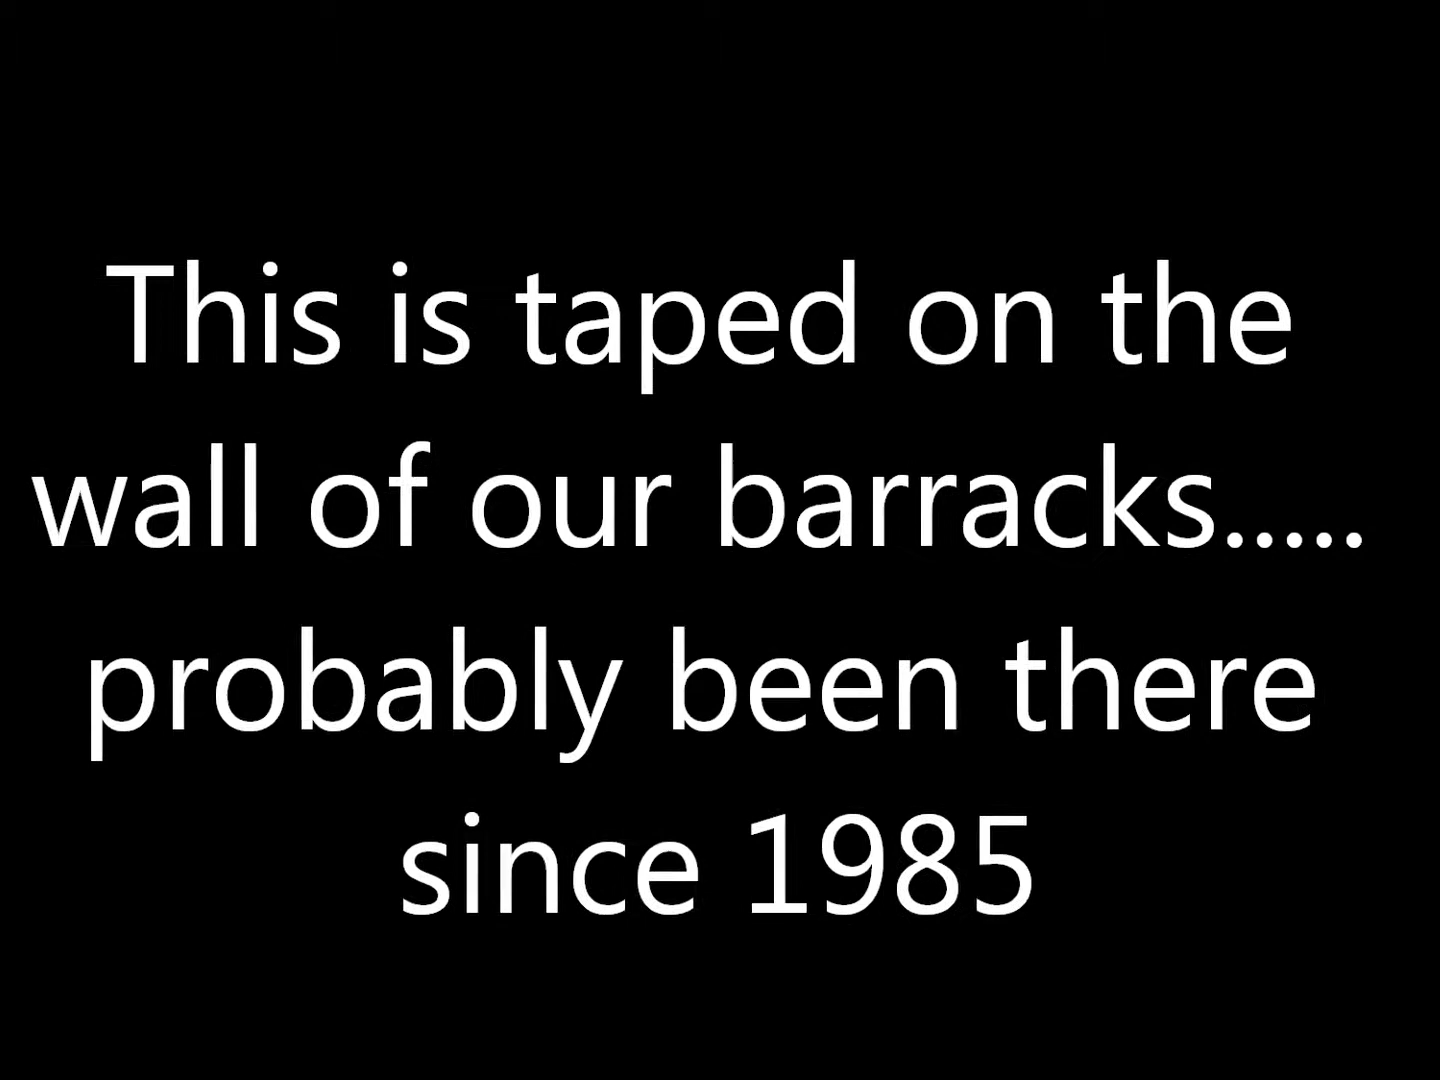 This is taped on the
wall of our barracks.....
probably been there
since 1985